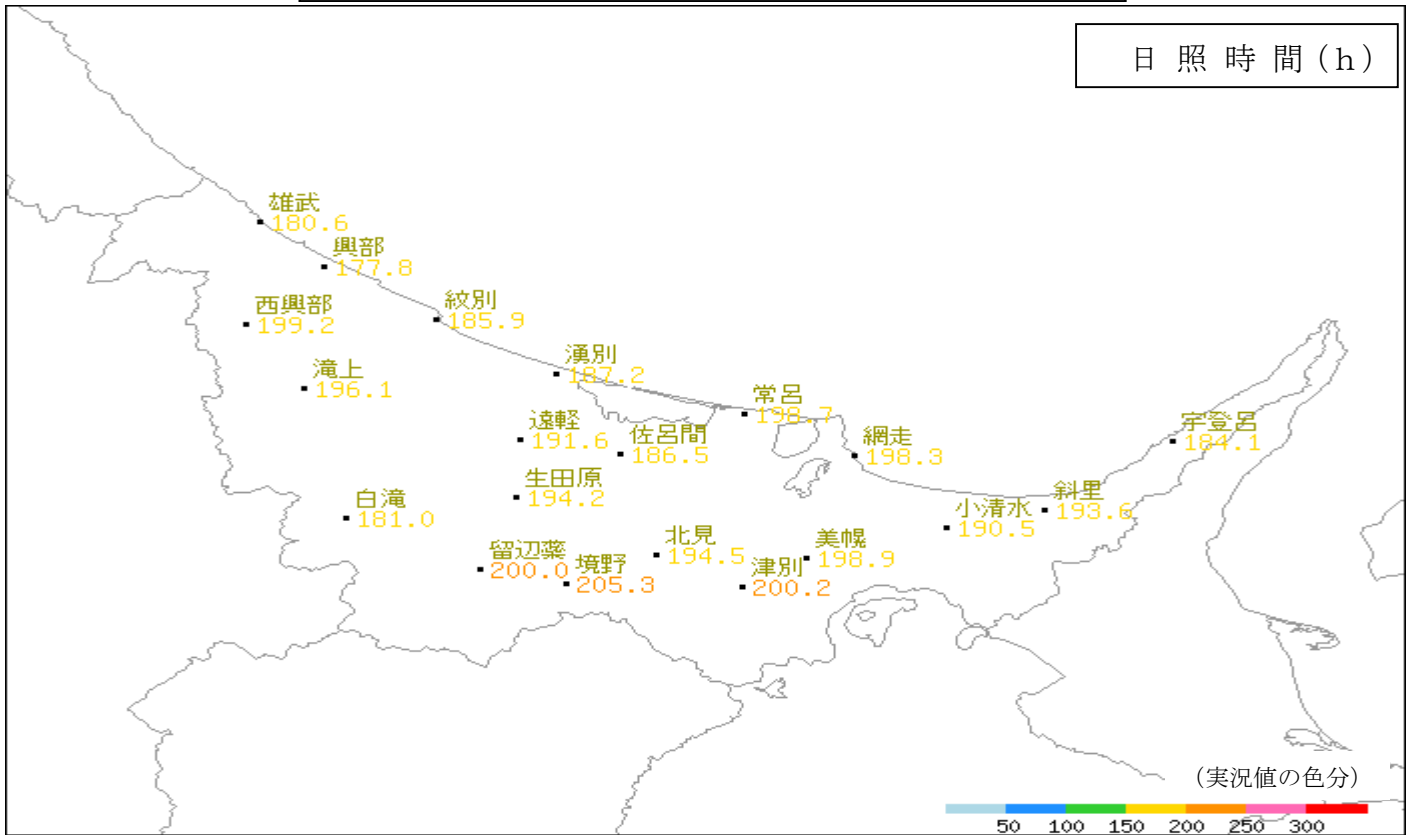 日照時間(h)
雄武
180.6
興部
177.8
西興部
199.2
紋別
185.9
滝上
196.1
湧別
187.2
常呂
198.7
遠軽
191.6
佐呂間
186.5
網走
198.3
宇登呂
184.1
生田原
194.2
白滝
181.0
斜里
193.6
小清水
190.5
北見
194.5
美幌
198.9
留辺蘂
200.0
境野
205.3
津別
200.2
(実況値の色分)
50 100 150 200 250 300